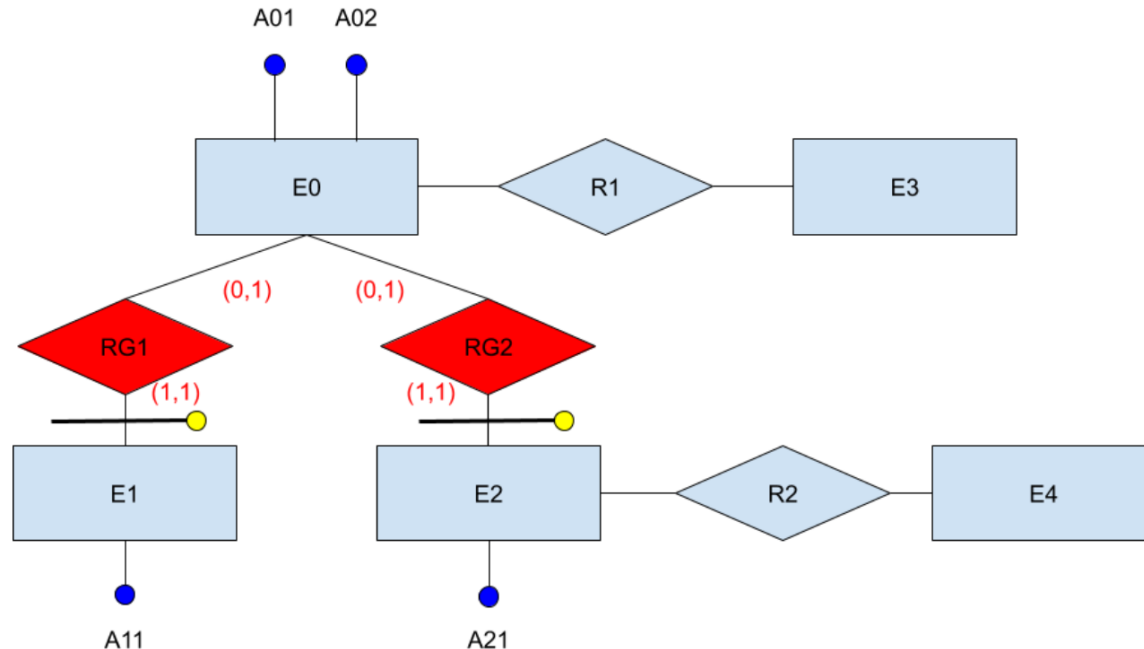 A01 A02
E0 R1 E3
(0,1) (0,1)
RG1 RG2
(1,1) (1,1)
E1 E2 R2 E4
A11 A21